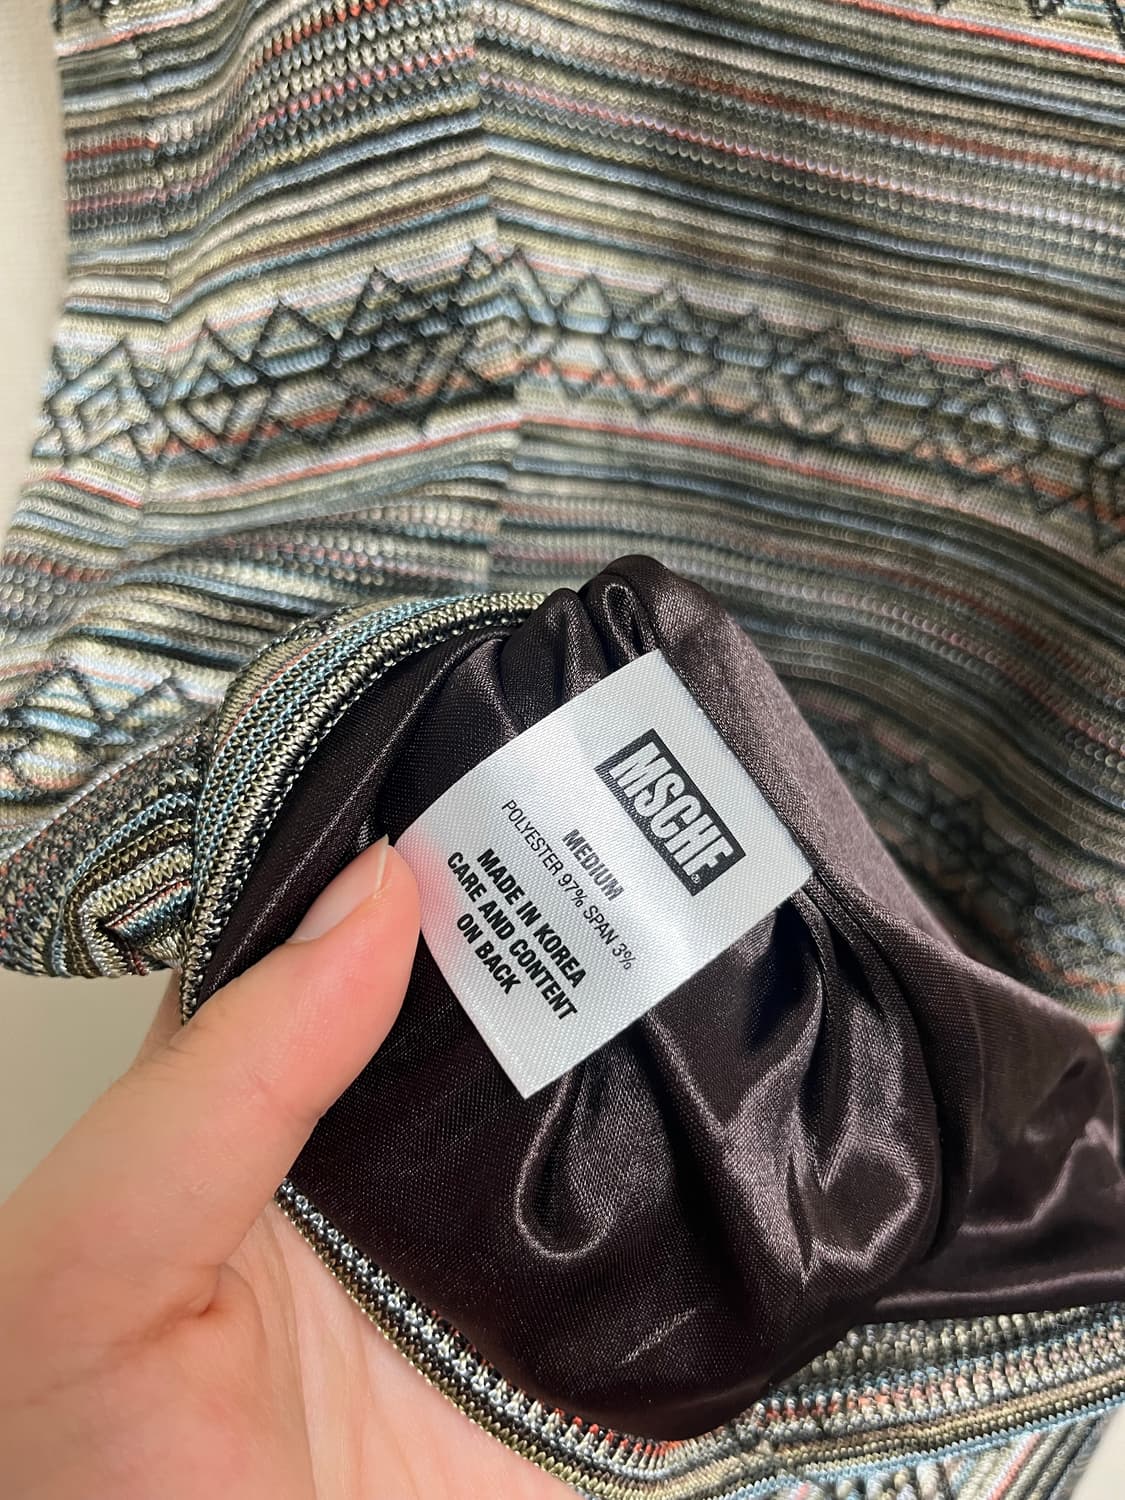 MSCHF
MEDIUM
POLYESTER 97% SPAN 3%
MADE IN KOREA
CARE AND CONTENT
ON BACK